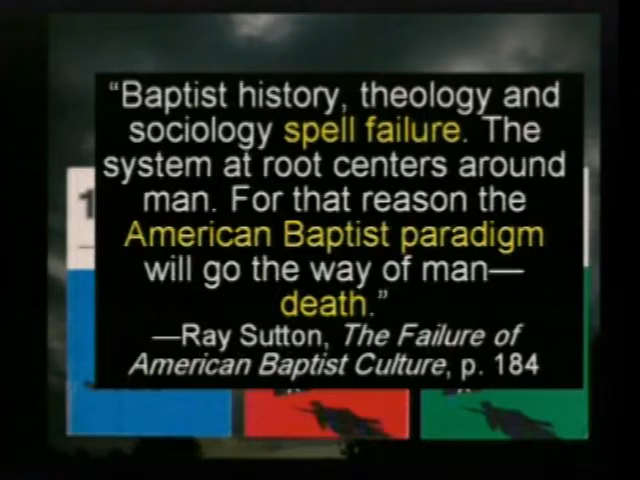 “Baptist history, theology and
sociology spell failure. The
system at root centers around
man. For that reason the
American Baptist paradigm
will go the way of man—
death.”
—Ray Sutton, The Failure of
American Baptist Culture, p. 184
1